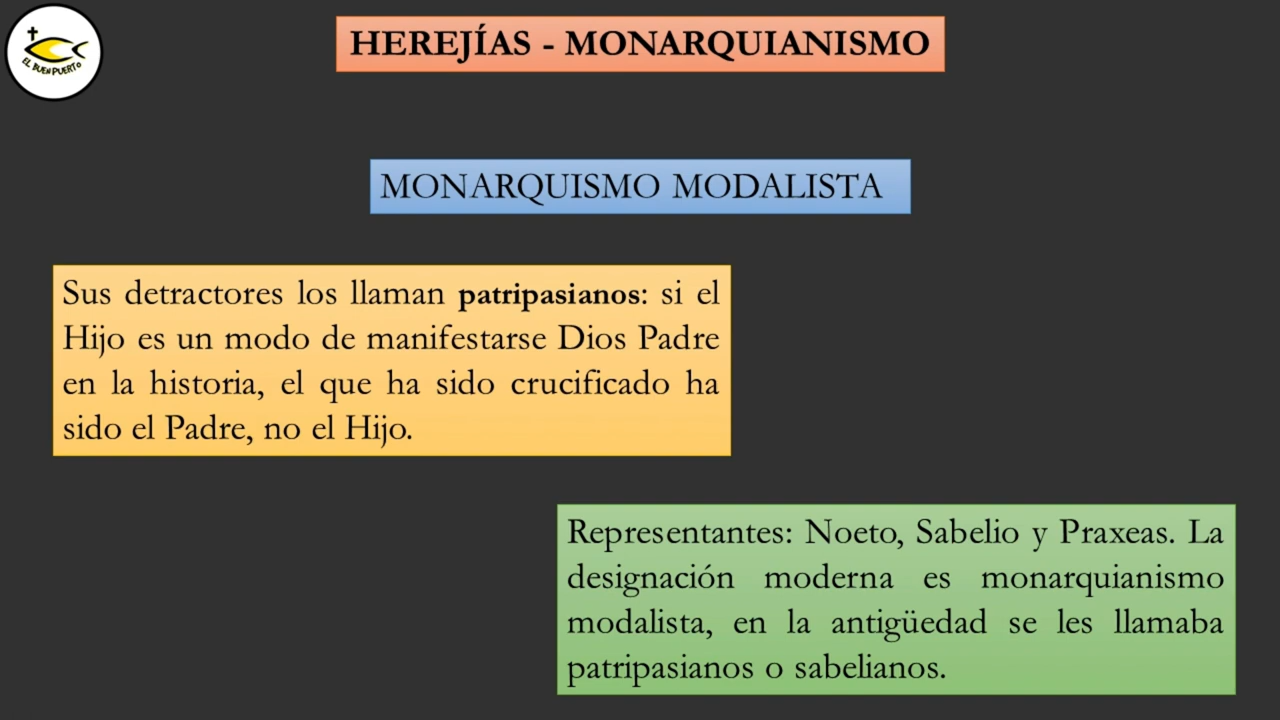 EL BUEN PUERTO
HEREJÍAS - MONARQUIANISMO
MONARQUISMO MODALISTA
Sus detractores los llaman patripasianos: si el
Hijo es un modo de manifestarse Dios Padre
en la historia, el que ha sido crucificado ha
sido el Padre, no el Hijo.
Representantes: Noeto, Sabelio y Praxeas. La
designación moderna es monarquianismo
modalista, en la antigüedad se les llamaba
patripasianos o sabelianos.